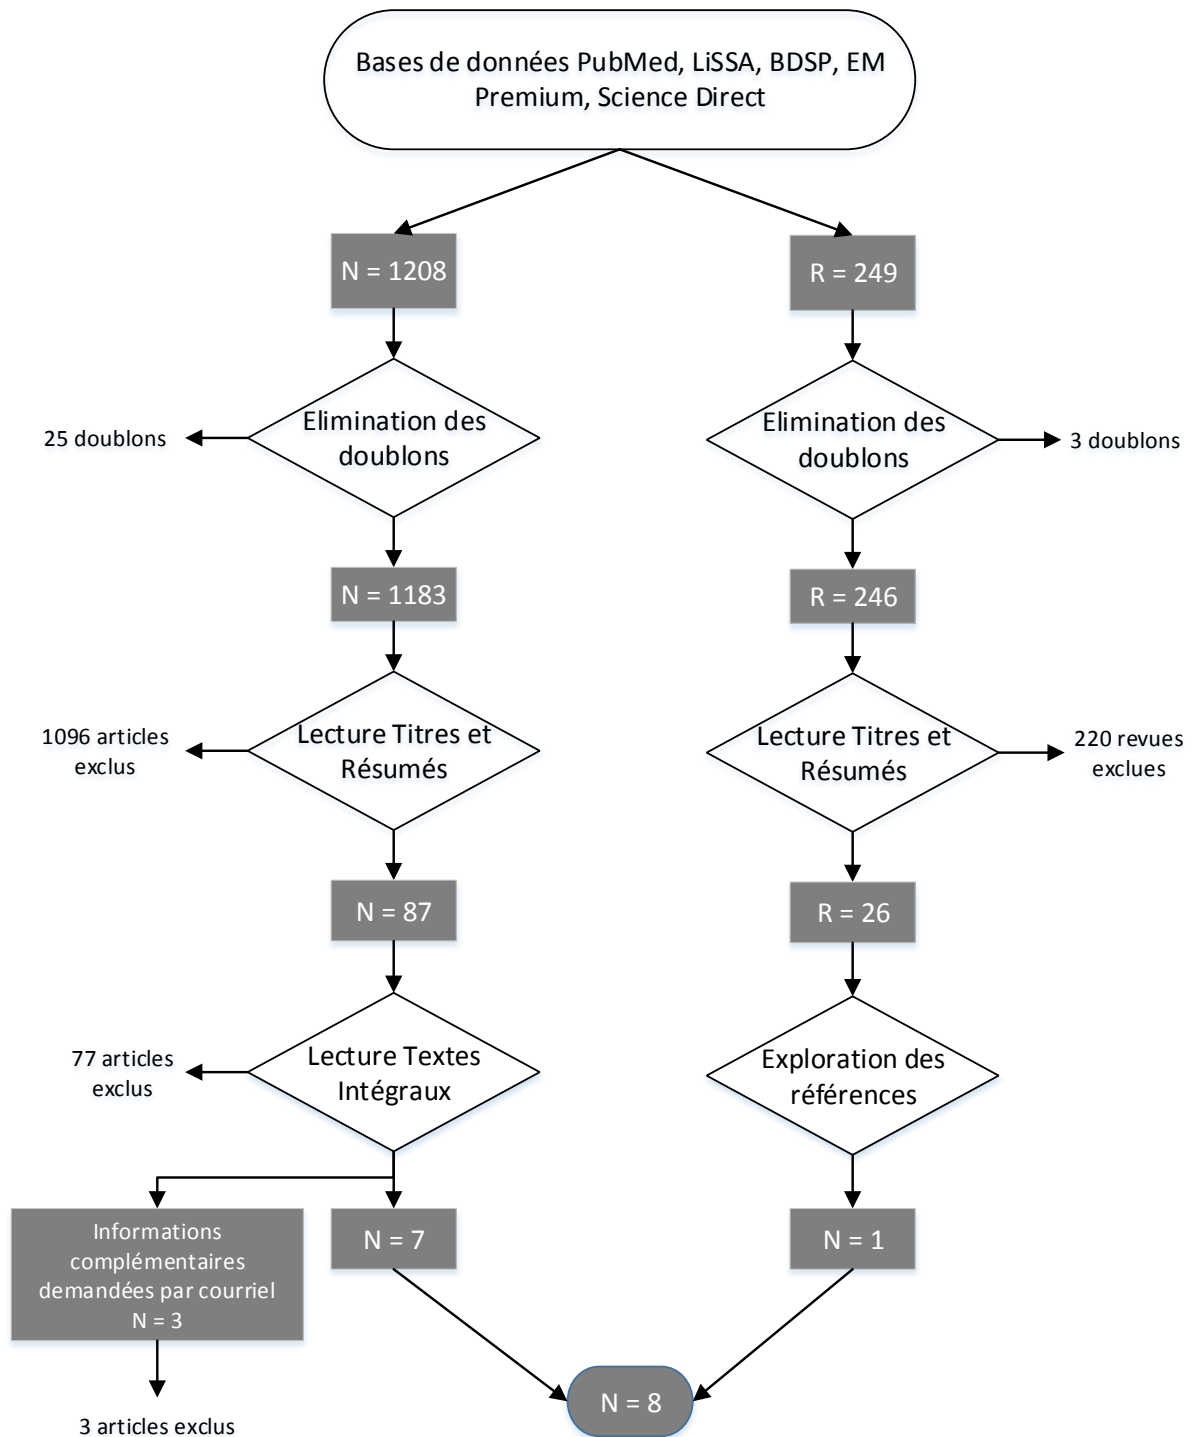 Bases de données PubMed, LiSSA, BDSP, EM
Premium, Science Direct
N = 1208
R = 249
Elimination des
doublons
25 doublons
Elimination des
doublons
3 doublons
N = 1183
R = 246
Lecture Titres et
Résumés
1096 articles
exclus
Lecture Titres et
Résumés
220 revues
exclues
N = 87
R = 26
Lecture Textes
Intégraux
77 articles
exclus
Exploration des
références
Informations
complémentaires
demandées par courriel
N = 3
N = 7
N = 1
N = 8
3 articles exclus